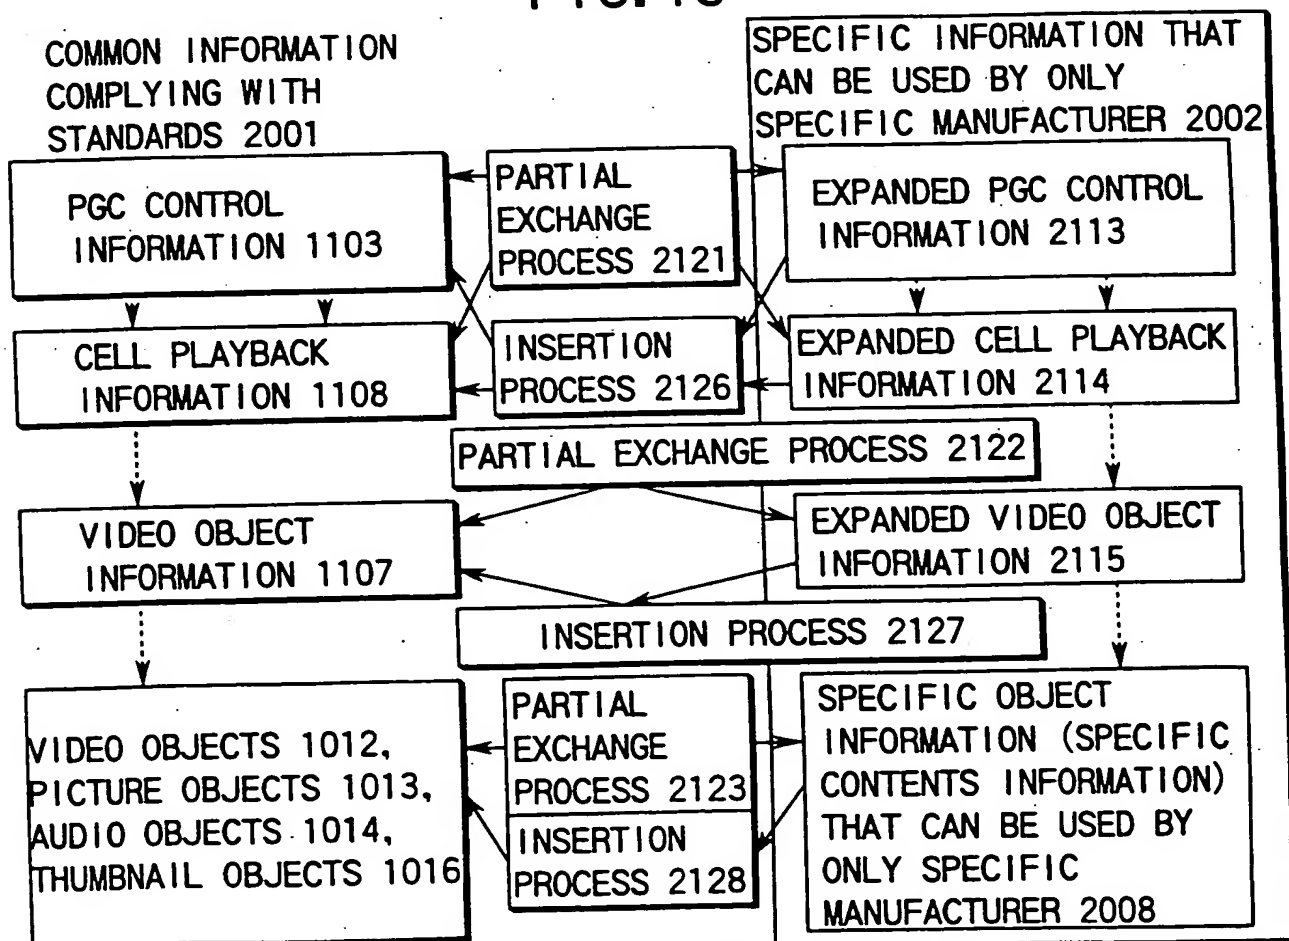 COMMON INFORMATION
COMPLYING WITH
STANDARDS 2001
SPECIFIC INFORMATION THAT
CAN BE USED BY ONLY
SPECIFIC MANUFACTURER 2002
PGC CONTROL
INFORMATION 1103
PARTIAL
EXCHANGE
PROCESS 2121
EXPANDED PGC CONTROL
INFORMATION 2113
CELL PLAYBACK
INFORMATION 1108
INSERTION
PROCESS 2126
EXPANDED CELL PLAYBACK
INFORMATION 2114
PARTIAL EXCHANGE PROCESS 2122
VIDEO OBJECT
INFORMATION 1107
EXPANDED VIDEO OBJECT
INFORMATION 2115
INSERTION PROCESS 2127
VIDEO OBJECTS 1012,
PICTURE OBJECTS 1013,
AUDIO OBJECTS 1014,
THUMBNAIL OBJECTS 1016
PARTIAL
EXCHANGE
PROCESS 2123
INSERTION
PROCESS 2128
SPECIFIC OBJECT
INFORMATION (SPECIFIC
CONTENTS INFORMATION)
THAT CAN BE USED BY
ONLY SPECIFIC
MANUFACTURER 2008